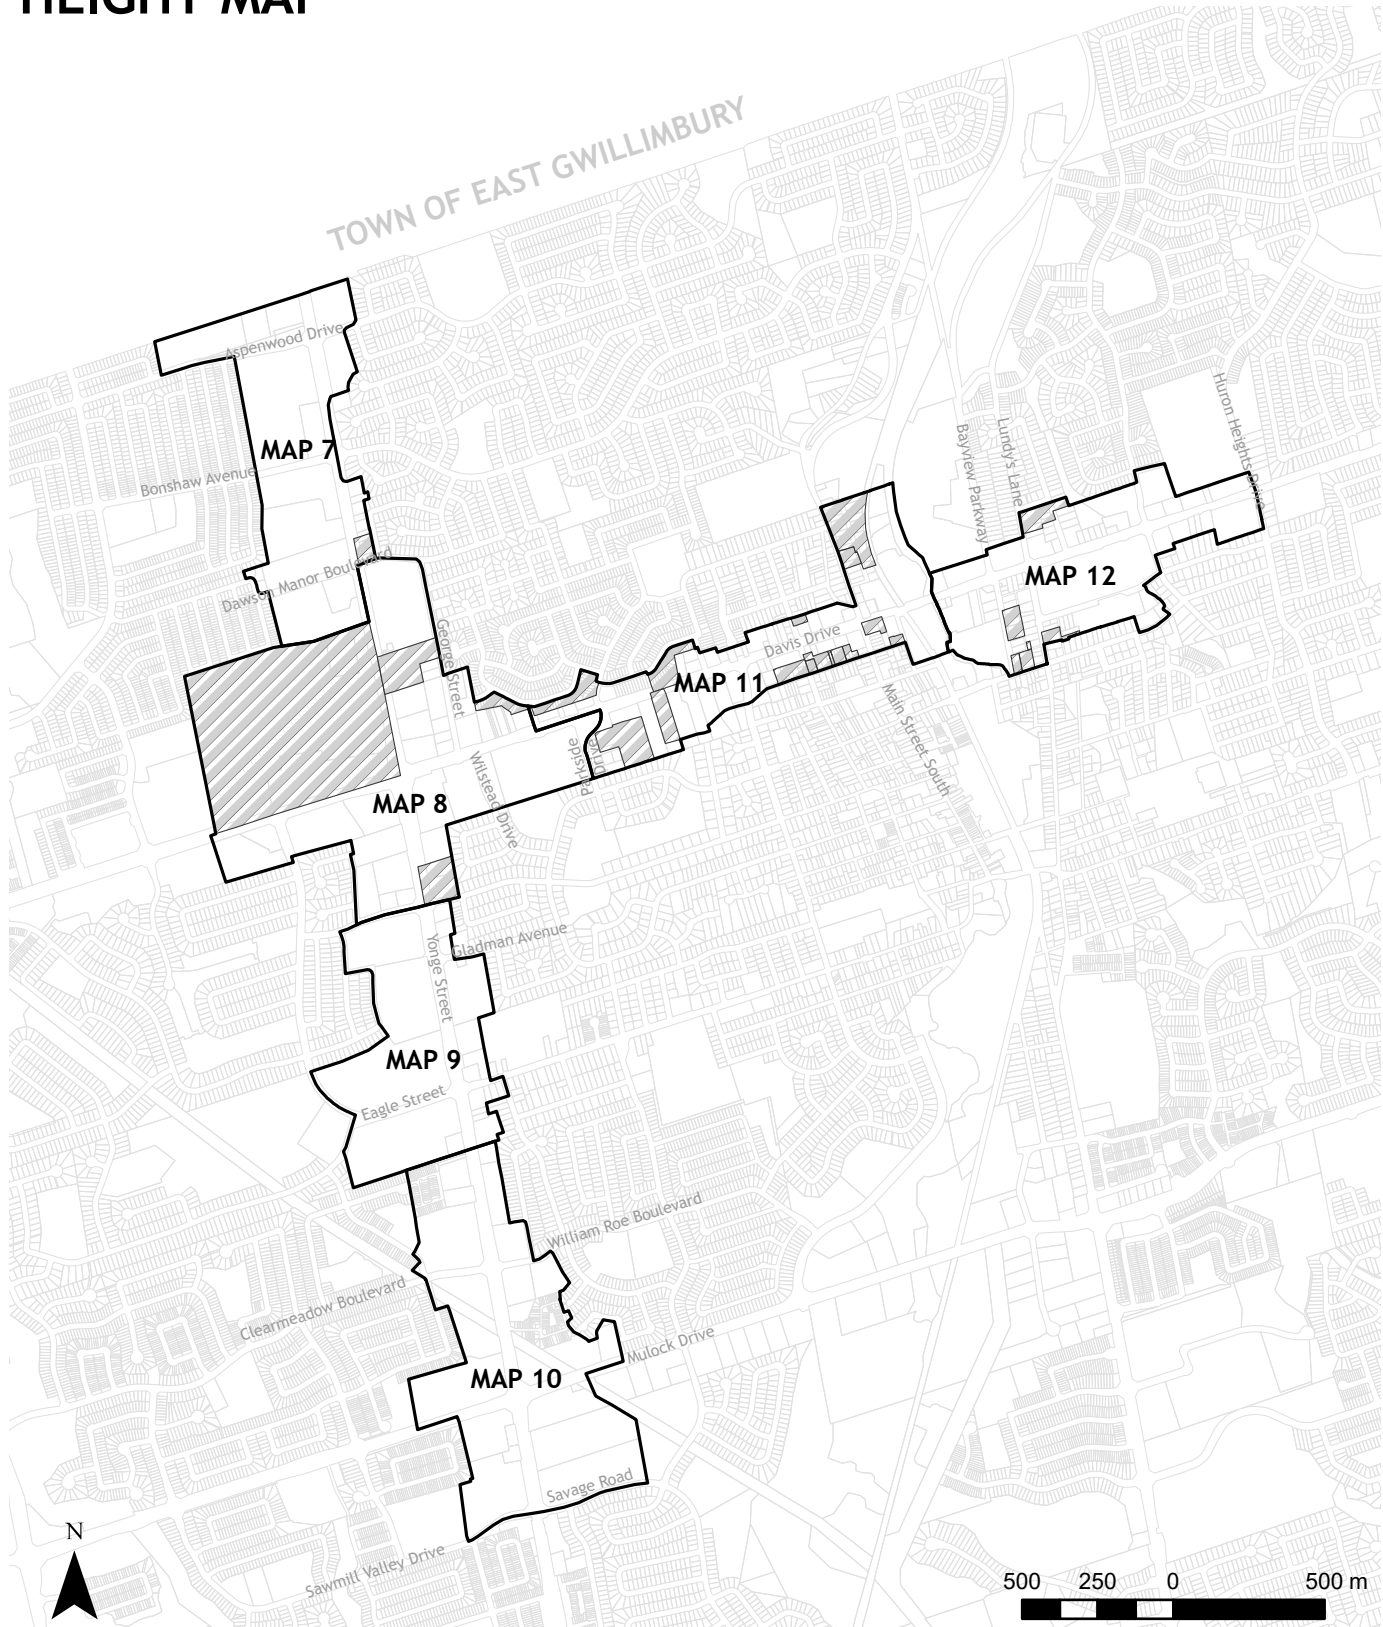 HEIGHT MAP
TOWN OF EAST GWILLIMBURY
Aspenwood Drive
MAP 7
Bonshaw Avenue
Dawson Manor Boulevard
George Street
Huron Heights Drive
Lundy's Lane
Bayview Parkway
MAP 12
Davis Drive
MAP 11
Main Street South
Parkside
Drive
Wilstead Drive
MAP 8
Gladman Avenue
Yonge Street
MAP 9
Eagle Street
William Roe Boulevard
Clearmeadow Boulevard
Mulock Drive
MAP 10
Savage Road
Sawmill Valley Drive
N
500 250 0 500 m